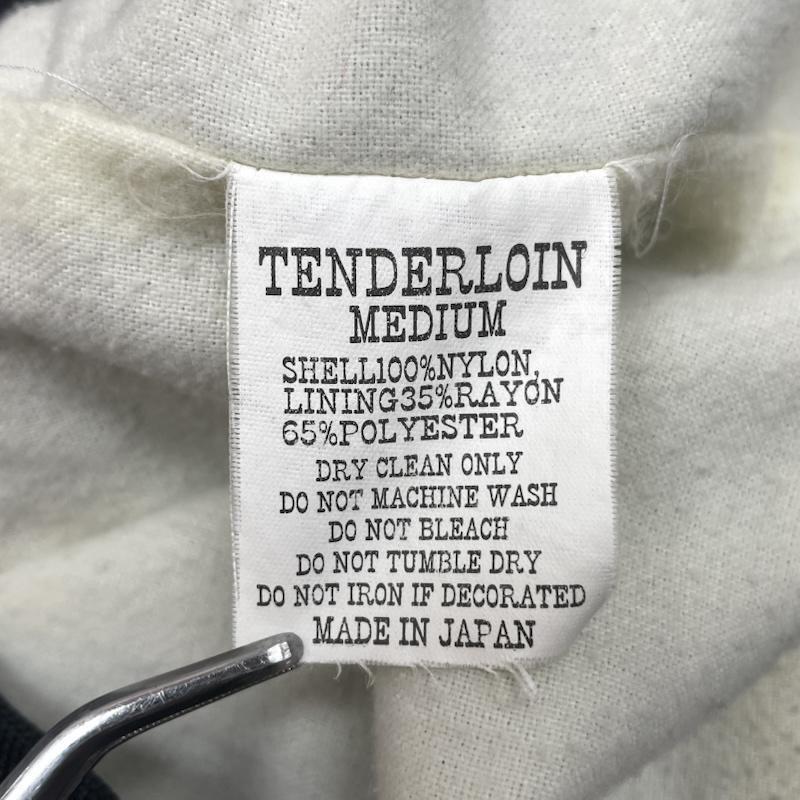 TENDERLOIN
MEDIUM
SHELL100%NYLON,
LINING35%RAYON
65%POLYESTER
DRY CLEAN ONLY
DO NOT MACHINE WASH
DO NOT BLEACH
DO NOT TUMBLE DRY
DO NOT IRON IF DECORATED
MADE IN JAPAN